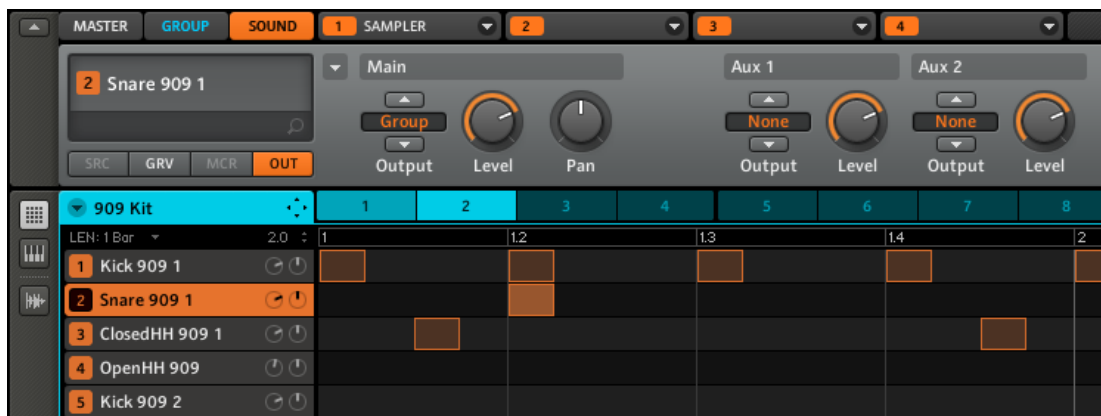 MASTER GROUP SOUND 1 SAMPLER 2 3 4
2 Snare 909 1
Main Aux 1 Aux 2
Group None None
Output Level Pan Output Level Output Level
SRC GRV MCR OUT
909 Kit 1 2 3 4 5 6 7 8
LEN: 1 Bar 2.0 1 1.2 1.3 1.4 2
1 Kick 909 1
2 Snare 909 1
3 ClosedHH 909 1
4 OpenHH 909
5 Kick 909 2